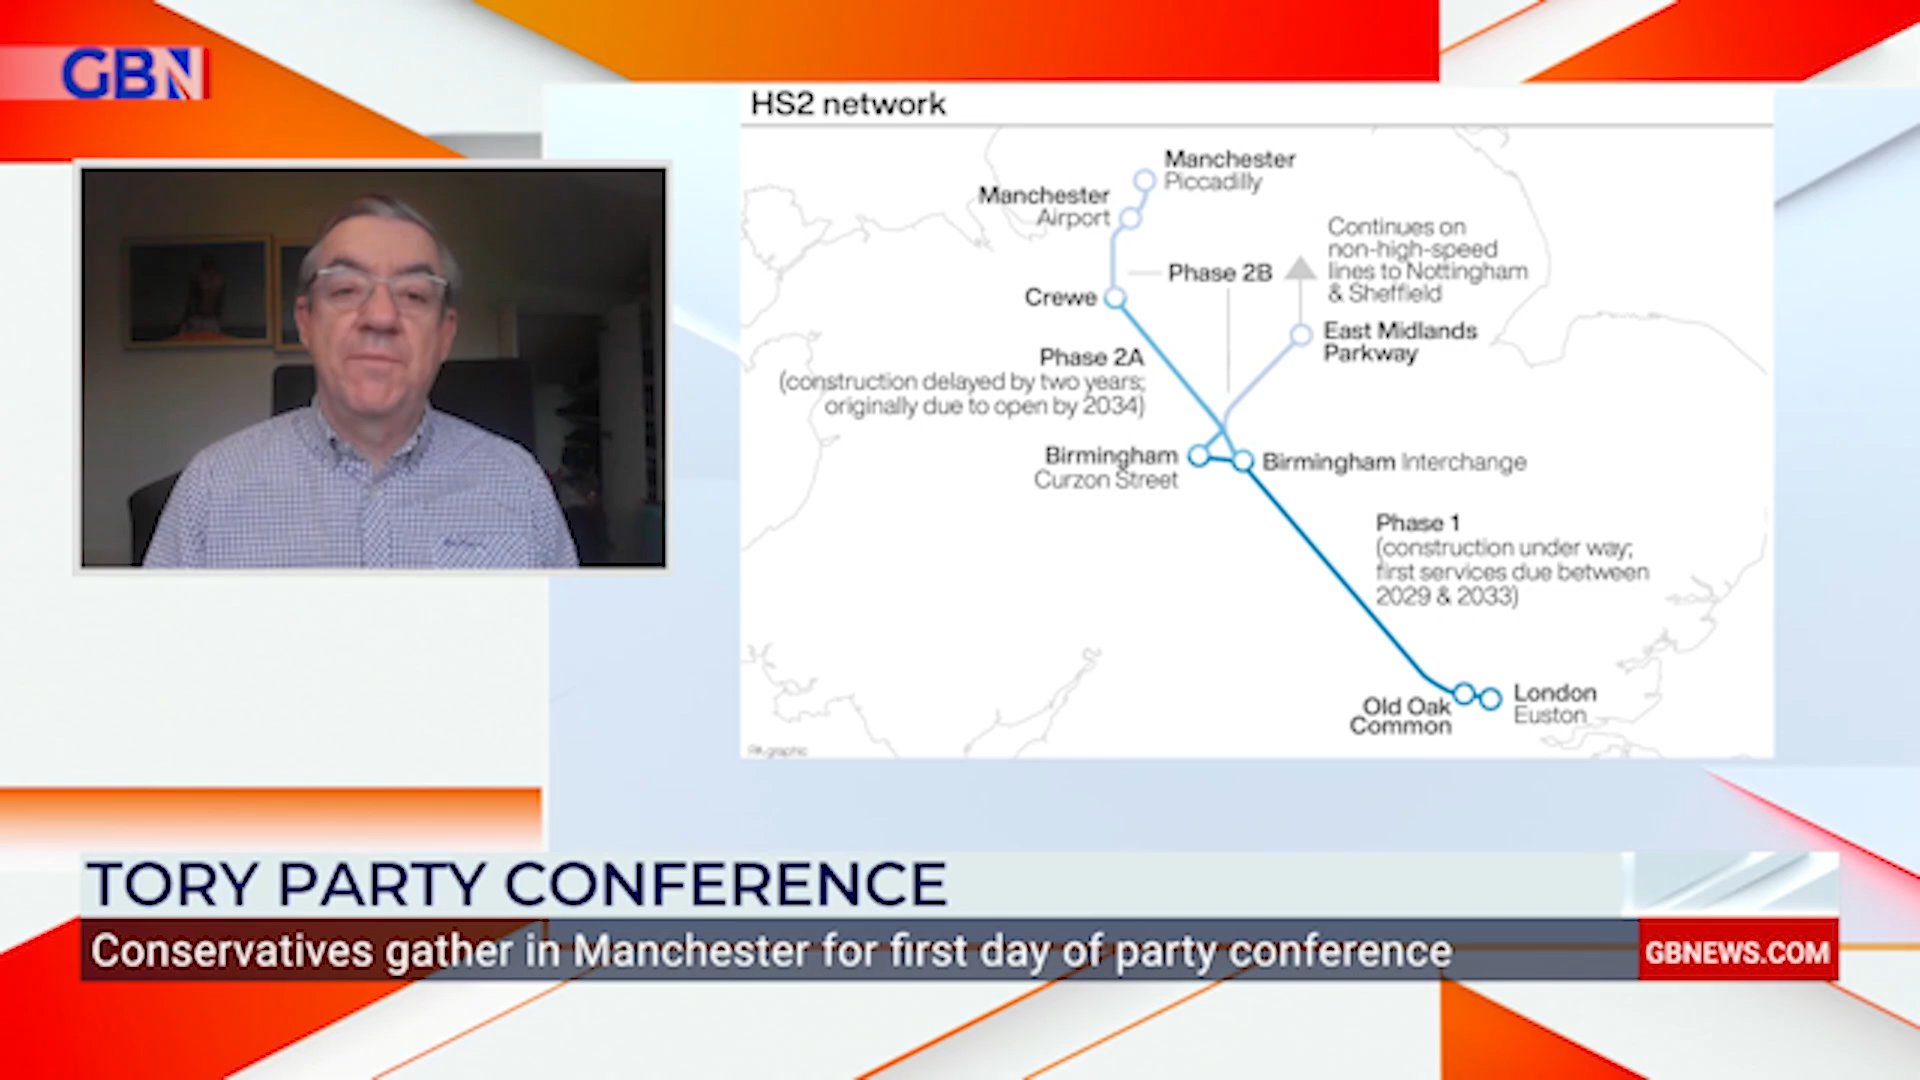 GBN
HS2 network
Manchester
Piccadilly
Manchester
Airport
Continues on
non-high-speed
lines to Nottingham
& Sheffield
Phase 2B
Crewe
East Midlands
Parkway
Phase 2A
(construction delayed by two years;
originally due to open by 2034)
Birmingham
Curzon Street
Birmingham Interchange
Phase 1
(construction under way;
first services due between
2029 & 2033)
Old Oak
Common
London
Euston
PA graphic
TORY PARTY CONFERENCE
Conservatives gather in Manchester for first day of party conference
GBNEWS.COM